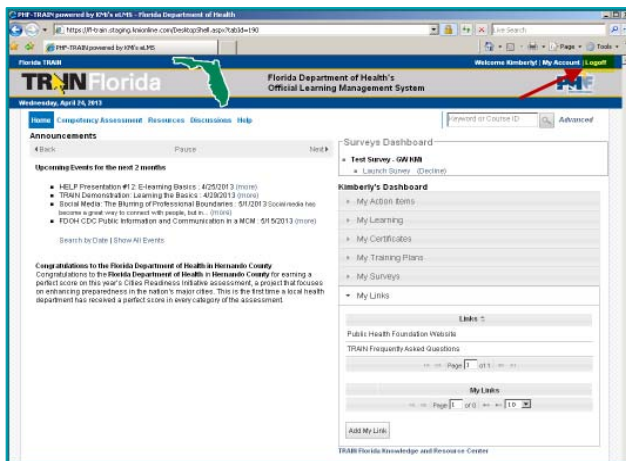 PHF-TRAIN powered by KMI's eLMS - Florida Department of Health
https://fl-train.staging.kmionline.com/DesktopShell.aspx?tabId=190
Live Search
PHF-TRAIN powered by KMI's eLMS
Page Tools
Florida TRAIN
Welcome Kimberly! | My Account | Logoff
TRAIN Florida
Florida Department of Health's
Official Learning Management System
PHF
Wednesday, April 24, 2013
Home Competency Assessment Resources Discussions Help
Keyword or Course ID
Advanced
Announcements
Back Pause Next
Upcoming Events for the next 2 months
HELP Presentation #12: E-learning Basics : 4/25/2013 (more)
TRAIN Demonstration: Learning the Basics : 4/29/2013 (more)
Social Media: The Blurring of Professional Boundaries : 5/1/2013 Social media has
become a great way to connect with people, but in... (more)
FDOH CDC Public Information and Communication in a MCM : 5/15/2013 (more)
Search by Date | Show All Events
Congratulations to the Florida Department of Health in Hernando County
Congratulations to the Florida Department of Health in Hernando County for earning a
perfect score on this year's Cities Readiness Initiative assessment, a project that focuses
on enhancing preparedness in the nation's major cities. This is the first time a local health
department has received a perfect score in every category of the assessment.
Surveys Dashboard
Test Survey - GW KMI
Launch Survey (Decline)
Kimberly's Dashboard
My Action Items
My Learning
My Certificates
My Training Plans
My Surveys
My Links
Links
Public Health Foundation Website
TRAIN Frequently Asked Questions
Page 1 of 1
My Links
Page 1 of 0 10
Add My Link
TRAIN Florida Knowledge and Resource Center